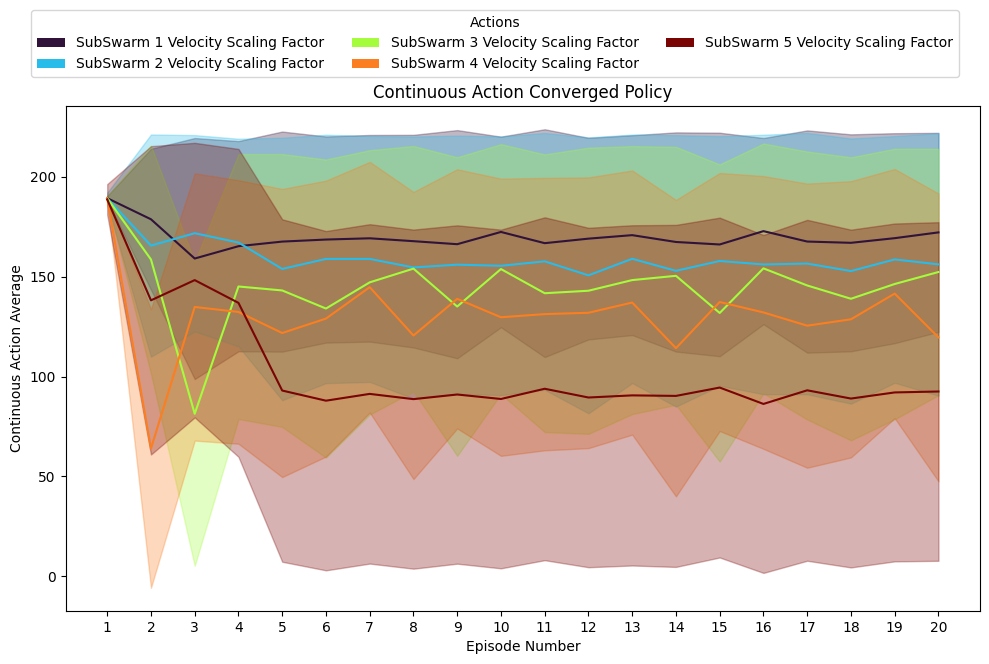 Actions
SubSwarm 1 Velocity Scaling Factor
SubSwarm 2 Velocity Scaling Factor
SubSwarm 3 Velocity Scaling Factor
SubSwarm 4 Velocity Scaling Factor
SubSwarm 5 Velocity Scaling Factor
Continuous Action Converged Policy
Continuous Action Average
200
150
100
50
0
1 2 3 4 5 6 7 8 9 10 11 12 13 14 15 16 17 18 19 20
Episode Number